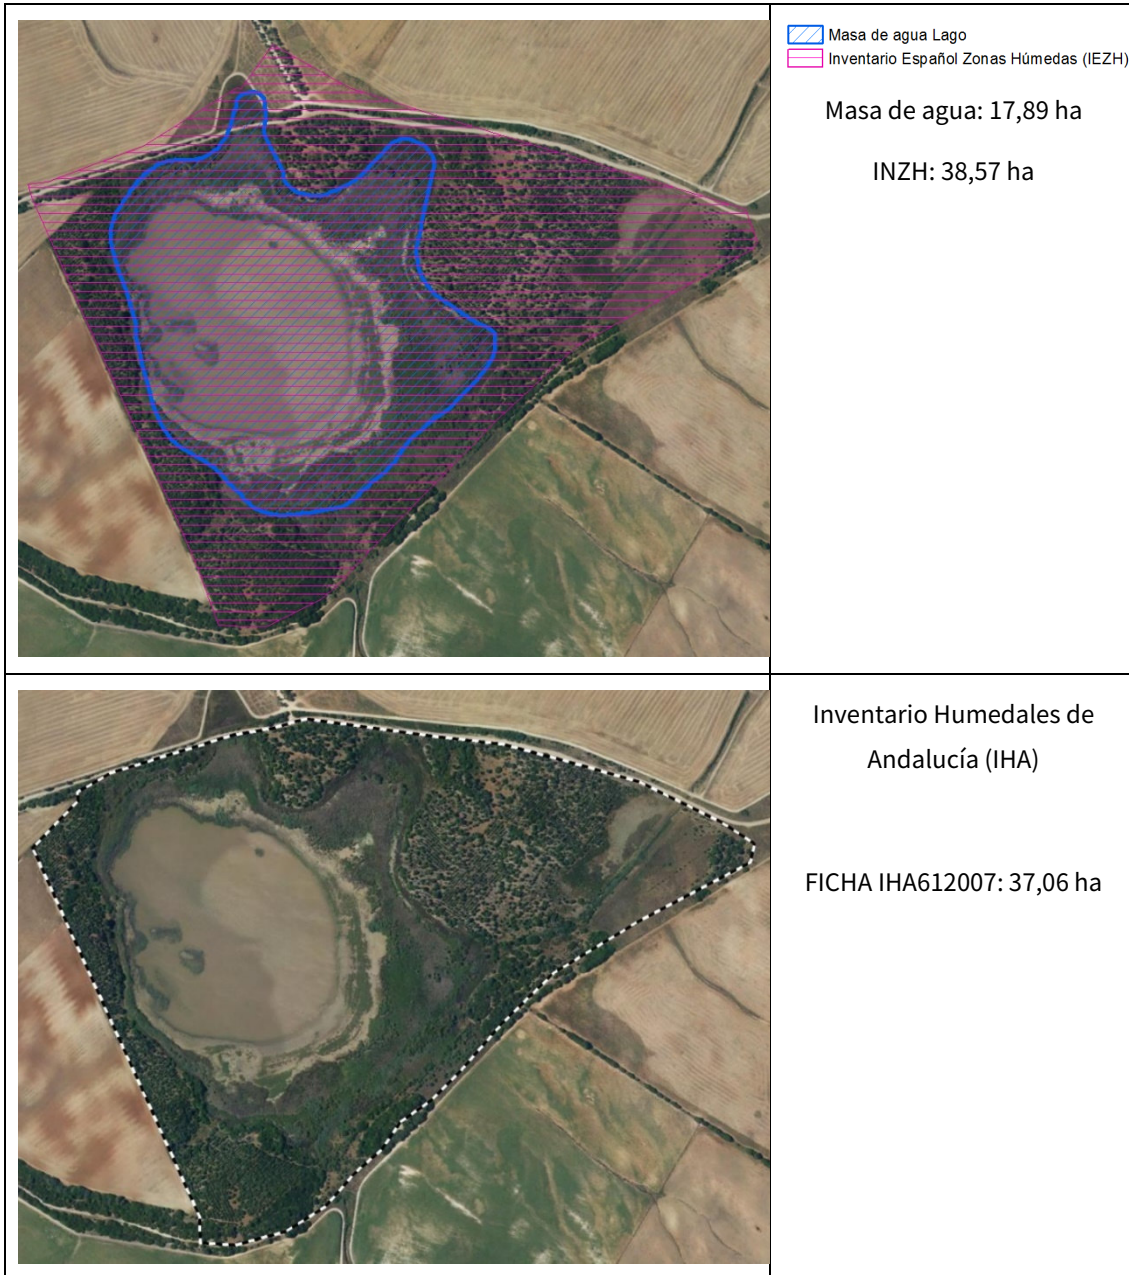 Masa de agua Lago
Inventario Español Zonas Húmedas (IEZH)
Masa de agua: 17,89 ha
INZH: 38,57 ha
Inventario Humedales de
Andalucía (IHA)
FICHA IHA612007: 37,06 ha